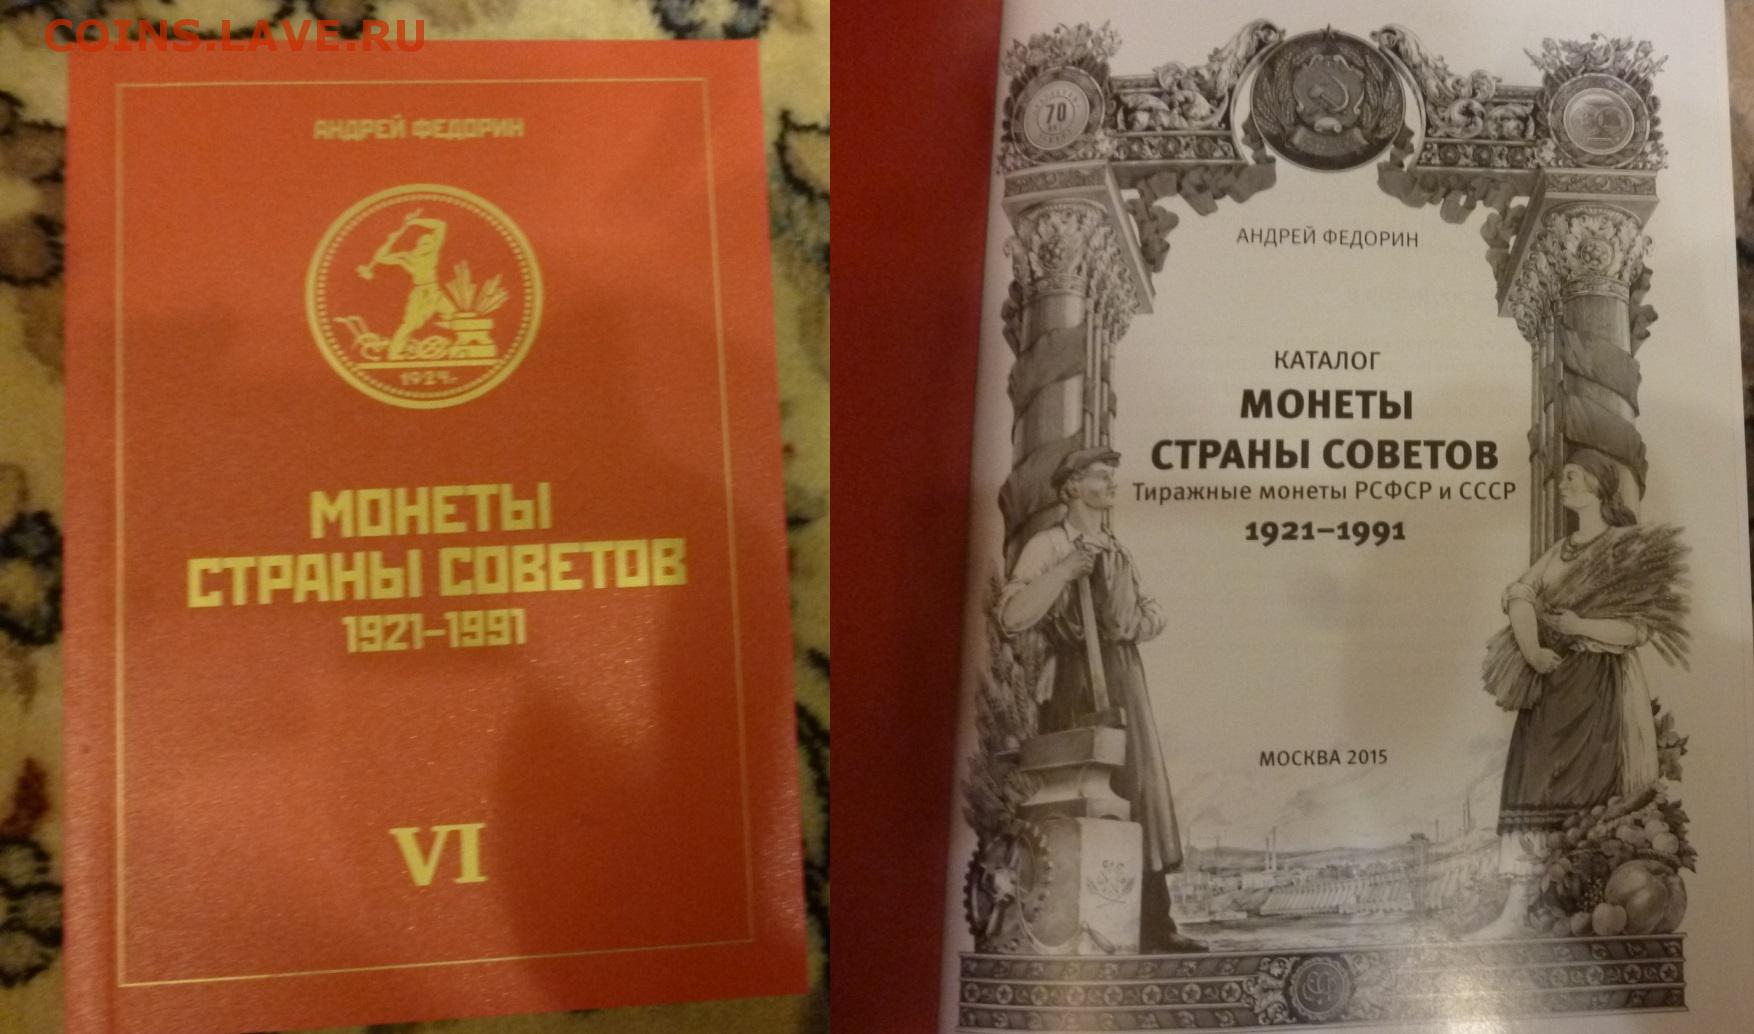 COINS.LAVE.RU
АНДРЕЙ ФЕДОРИН
1924г.
МОНЕТЫ
СТРАНЫ СОВЕТОВ
1921-1991
VI
70
АНДРЕЙ ФЕДОРИН
КАТАЛОГ
МОНЕТЫ
СТРАНЫ СОВЕТОВ
Тиражные монеты РСФСР и СССР
1921–1991
МОСКВА 2015